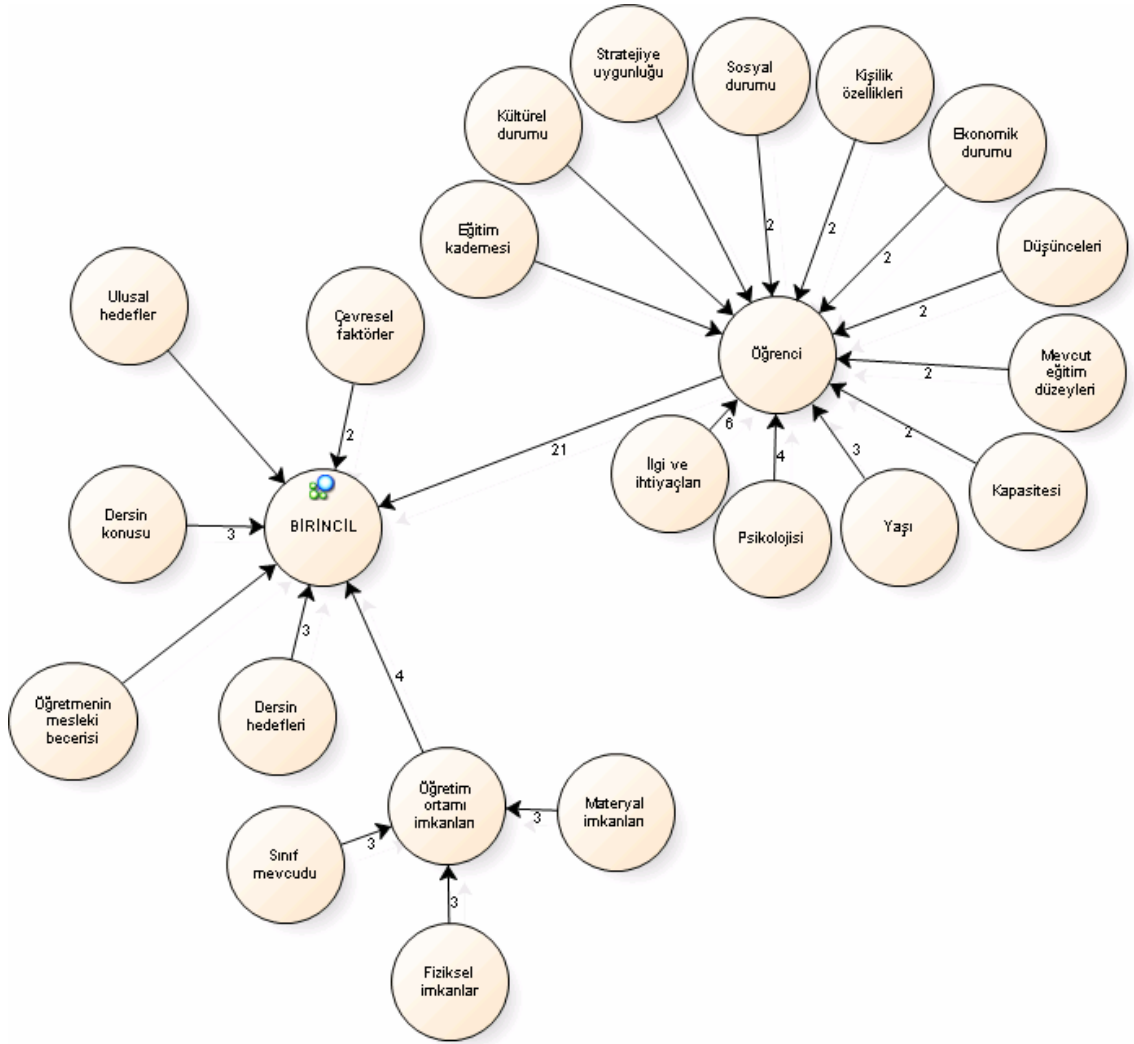 Stratejiye
uygunluğu
Sosyal
durumu
Kişilik
özellikleri
Kültürel
durumu
Ekonomik
durumu
Eğitim
kademesi
Düşünceleri
2
2
2
2
Ulusal
hedefler
Çevresel
faktörler
Öğrenci
Mevcut
eğitim
düzeyleri
2
2
6
4
3
2
21
İlgi ve
ihtiyaçları
Psikolojisi
Yaşı
Kapasitesi
Dersin
konusu
3
BİRİNCİL
3
4
Öğretmenin
mesleki
becerisi
Dersin
hedefleri
Öğretim
ortamı
imkanları
Materyal
imkanları
3
Sınıf
mevcudu
3
3
Fiziksel
imkanlar